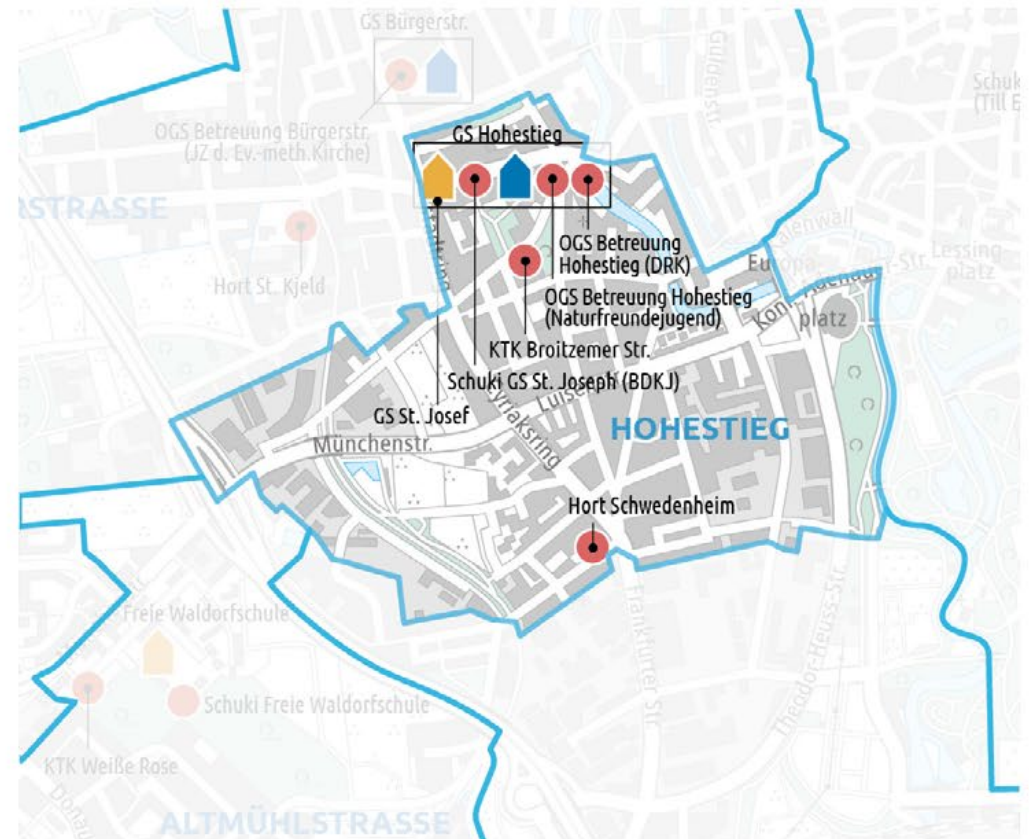 GS Bürgerstr.
OGS Betreuung Bürgerstr.
(JZ d. Ev.-meth.Kirche)
Güldenstr.
Schuk
(Till E
GS Hohestieg
RSTRASSE
Hort St. Kjeld
OGS Betreuung
Hohestieg (DRK)
Lessing
platz
Europa-
platz
OGS Betreuung Hohestieg
(Naturfreundejugend)
KTK Broitzemer Str.
Schuki GS St. Joseph (BDKJ)
GS St. Josef
Luisenstr.
Cyriaksring
Münchenstr.
HOHESTIEG
Hort Schwedenheim
Freie Waldorfschule
Schuki Freie Waldorfschule
KTK Weiße Rose
Frankfurter Str.
Theodor-Heuss-Str.
Donau
ALTMÜHLSTRASSE